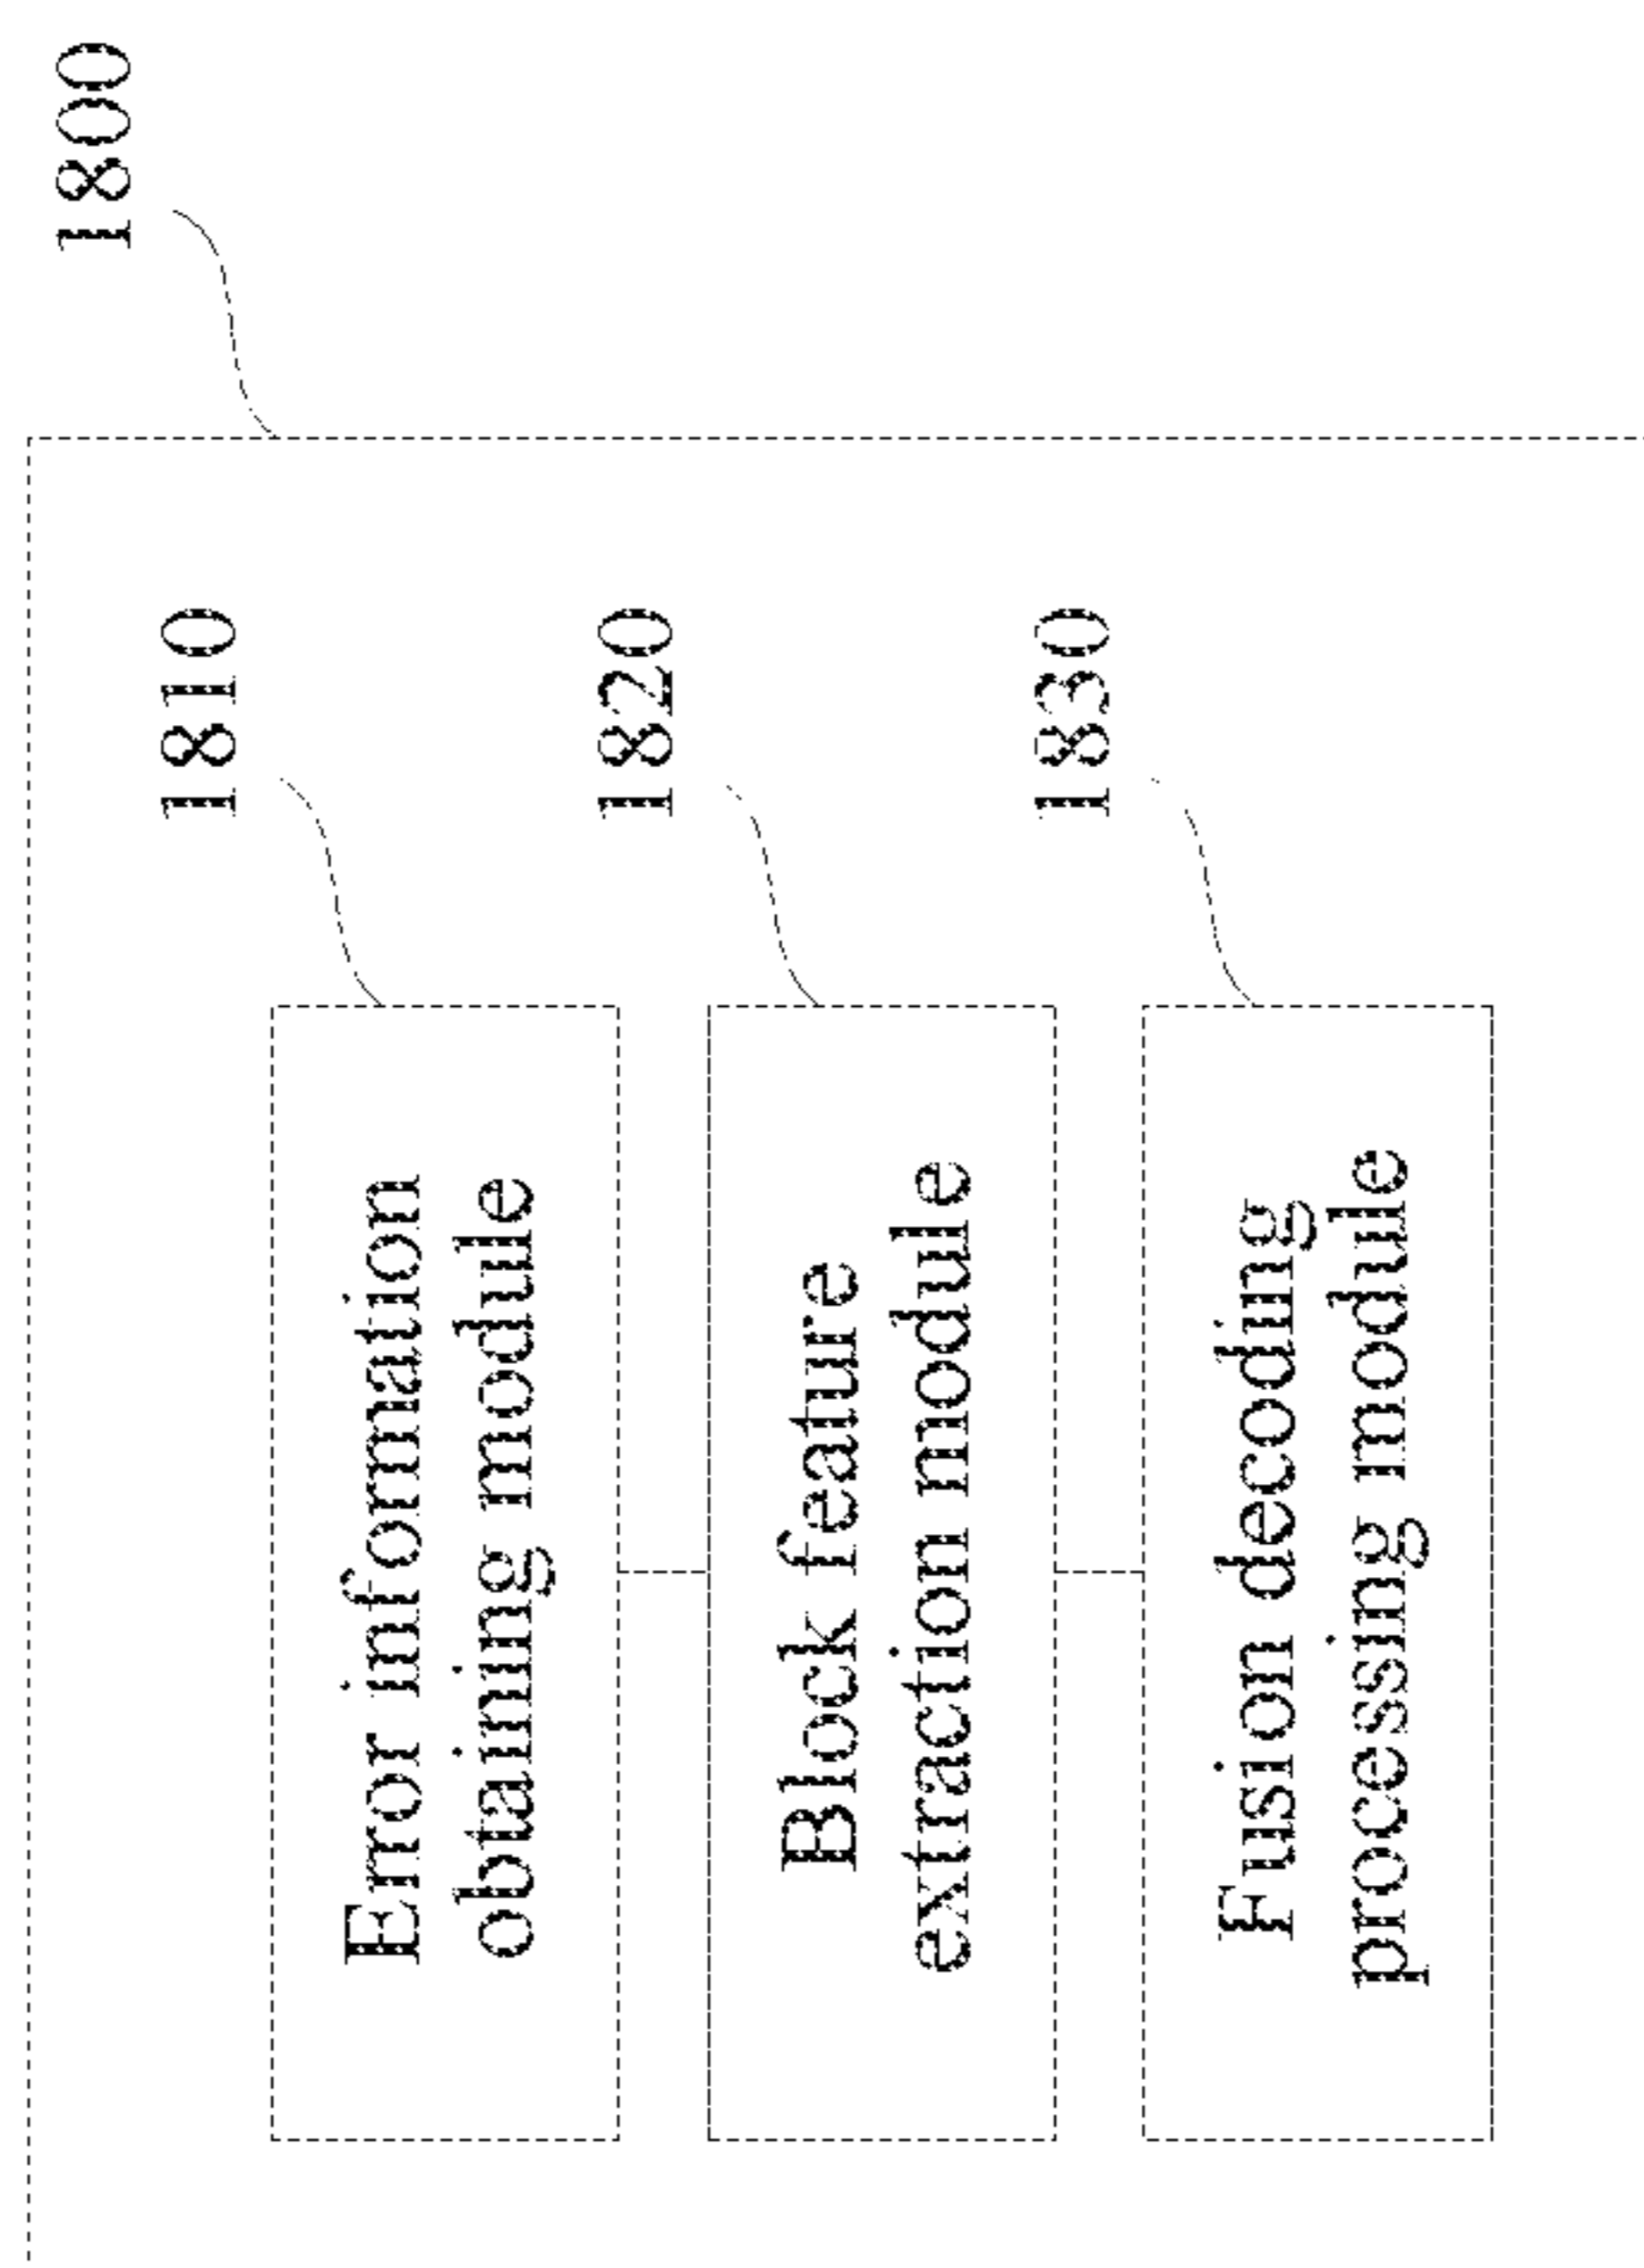 1800
1810
Error information
obtaining module
1820
Block feature
extraction module
1830
Fusion decoding
processing module